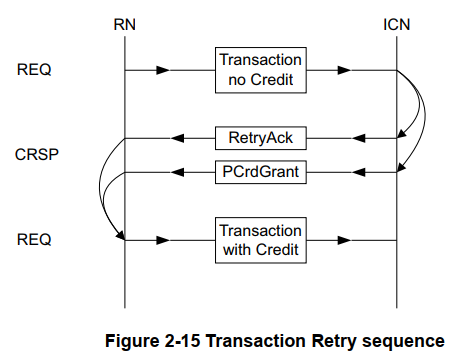 RN
ICN
REQ
Transaction
no Credit
RetryAck
CRSP
PCrdGrant
REQ
Transaction
with Credit
Figure 2-15 Transaction Retry sequence